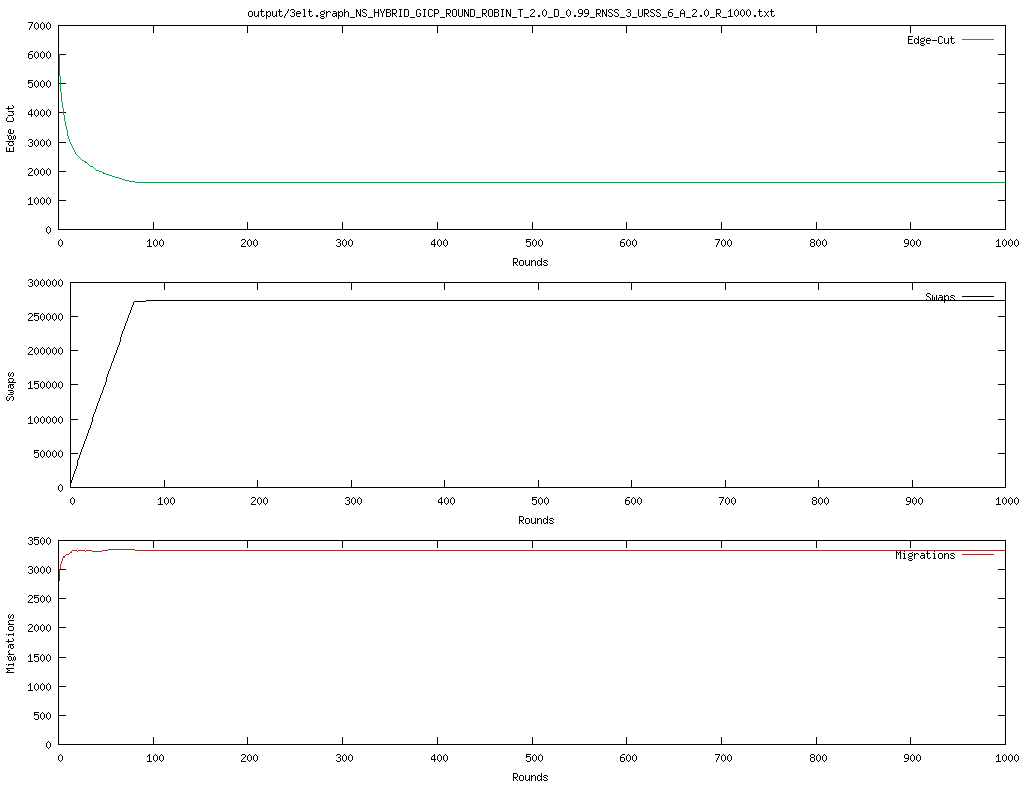 output/3elt.graph_NS_HYBRID_GICP_ROUND_ROBIN_T_2.0_D_0.99_RNSS_3_URSS_6_A_2.0_R_1000.txt
7000
Edge-Cut
6000
5000
4000
Edge Cut
3000
2000
1000
0
0 100 200 300 400 500 600 700 800 900 1000
Rounds
300000
Swaps
250000
200000
150000
Swaps
100000
50000
0
0 100 200 300 400 500 600 700 800 900 1000
Rounds
3500
Migrations
3000
2500
2000
Migrations
1500
1000
500
0
0 100 200 300 400 500 600 700 800 900 1000
Rounds